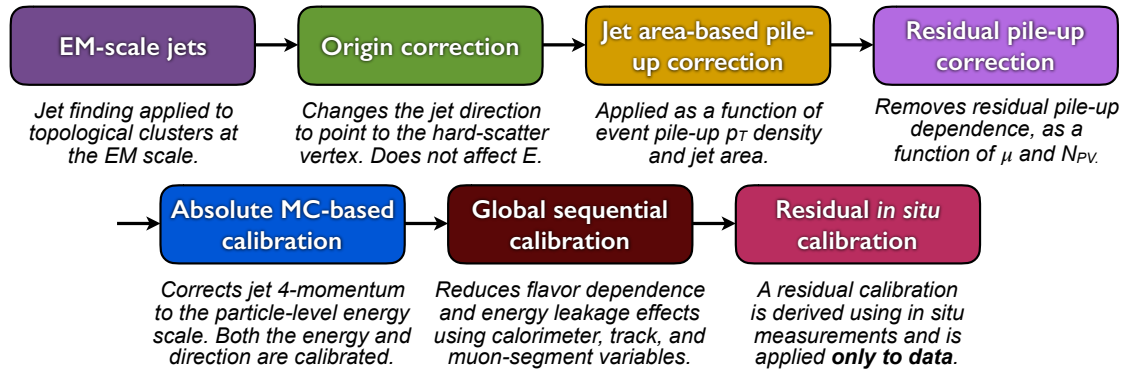 EM-scale jets
Origin correction
Jet area-based pile-
up correction
Residual pile-up
correction
Jet finding applied to
topological clusters at
the EM scale.
Changes the jet direction
to point to the hard-scatter
vertex. Does not affect E.
Applied as a function of
event pile-up pT density
and jet area.
Removes residual pile-up
dependence, as a
function of μ and NPV.
Absolute MC-based
calibration
Global sequential
calibration
Residual in situ
calibration
Corrects jet 4-momentum
to the particle-level energy
scale. Both the energy and
direction are calibrated.
Reduces flavor dependence
and energy leakage effects
using calorimeter, track, and
muon-segment variables.
A residual calibration
is derived using in situ
measurements and is
applied only to data.